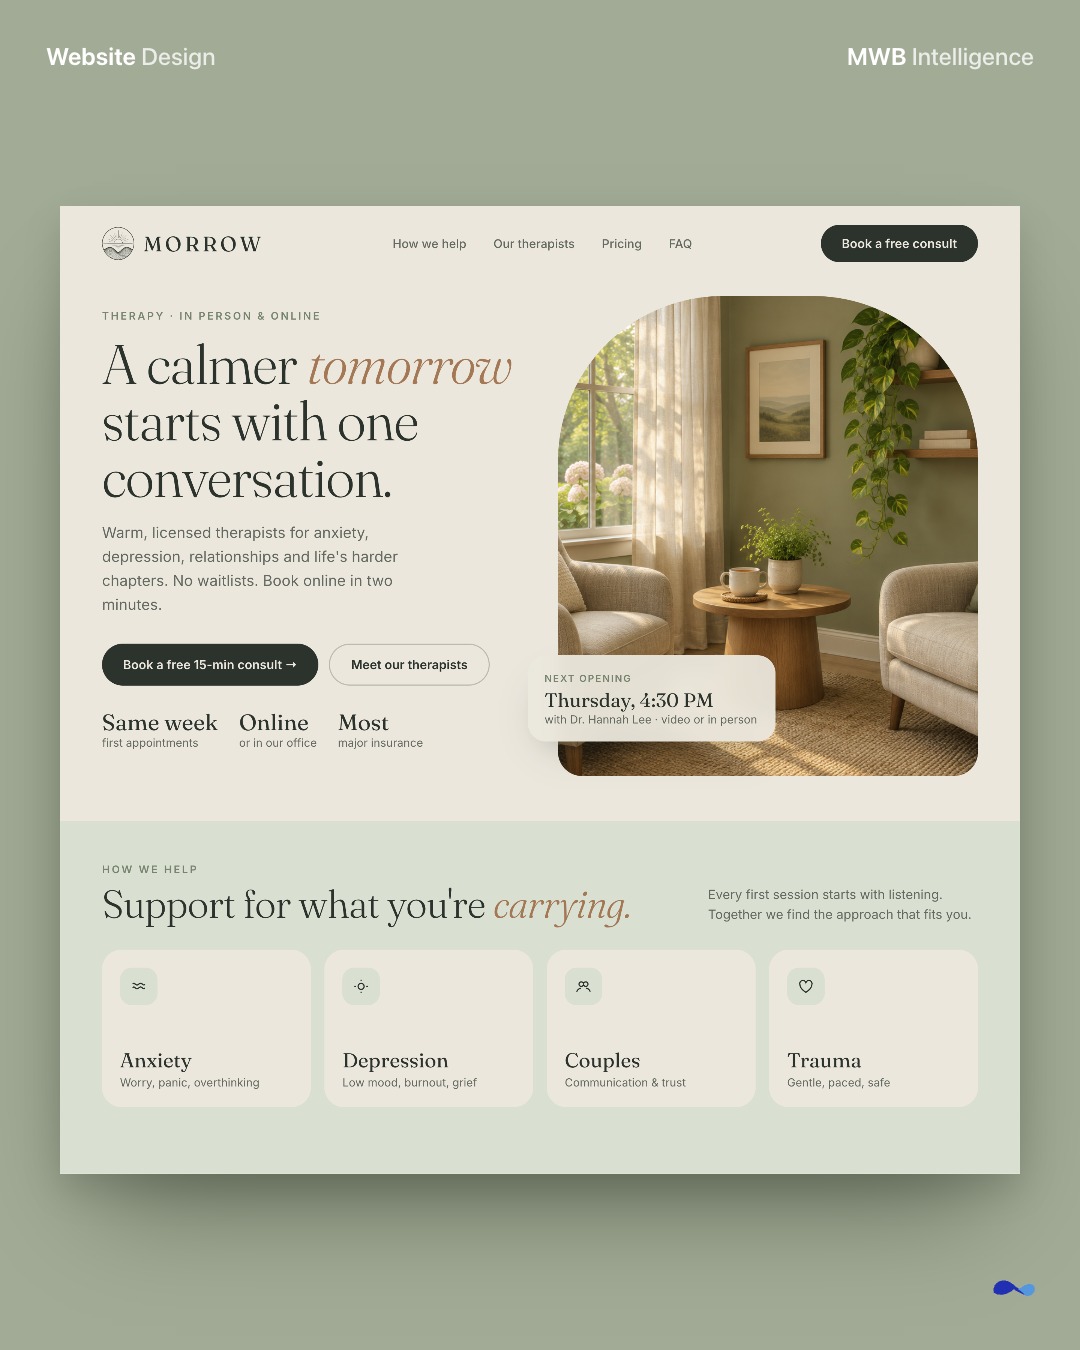 Website Design
MWB Intelligence
MORROW
How we help
Our therapists
Pricing
FAQ
Book a free consult
THERAPY · IN PERSON & ONLINE
A calmer tomorrow
starts with one
conversation.
Warm, licensed therapists for anxiety,
depression, relationships and life's harder
chapters. No waitlists. Book online in two
minutes.
Book a free 15-min consult →
Meet our therapists
Same week
first appointments
Online
or in our office
Most
major insurance
NEXT OPENING
Thursday, 4:30 PM
with Dr. Hannah Lee · video or in person
HOW WE HELP
Support for what you're carrying.
Every first session starts with listening.
Together we find the approach that fits you.
Anxiety
Worry, panic, overthinking
Depression
Low mood, burnout, grief
Couples
Communication & trust
Trauma
Gentle, paced, safe